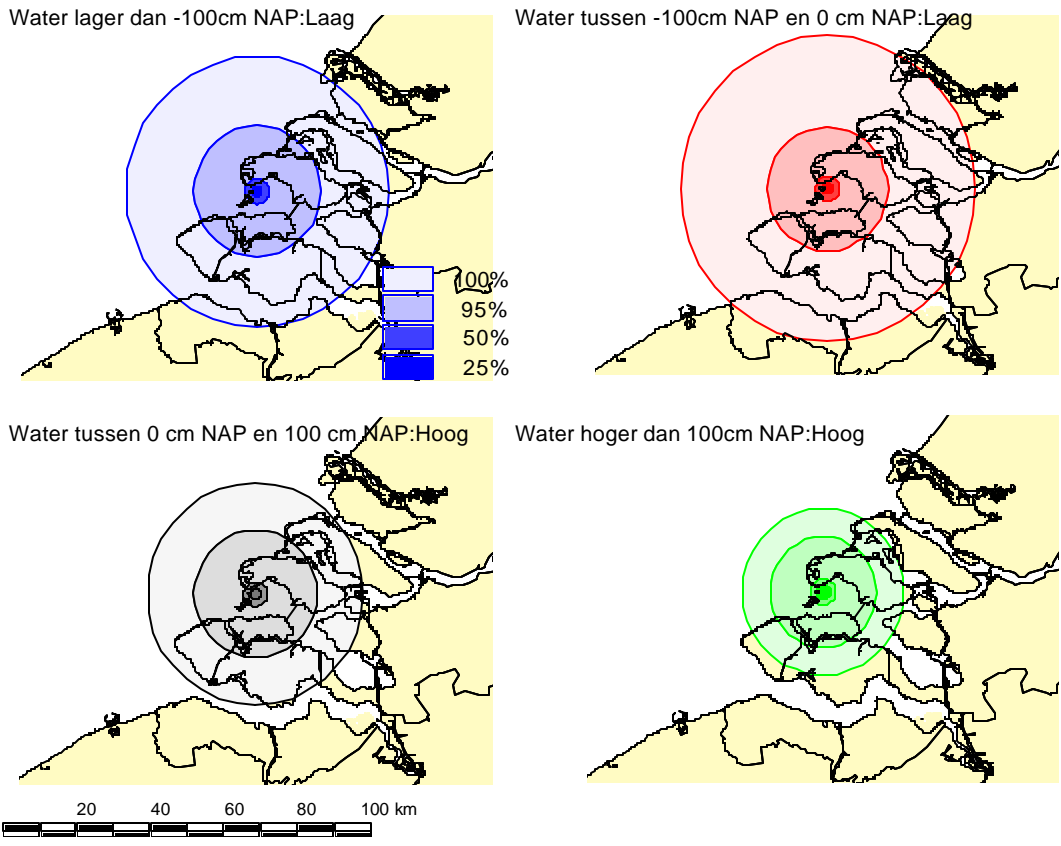 Water lager dan -100cm NAP:Laag
Water tussen -100cm NAP en 0 cm NAP:Laag
100%
95%
50%
25%
Water tussen 0 cm NAP en 100 cm NAP:Hoog
Water hoger dan 100cm NAP:Hoog
20 40 60 80 100 km